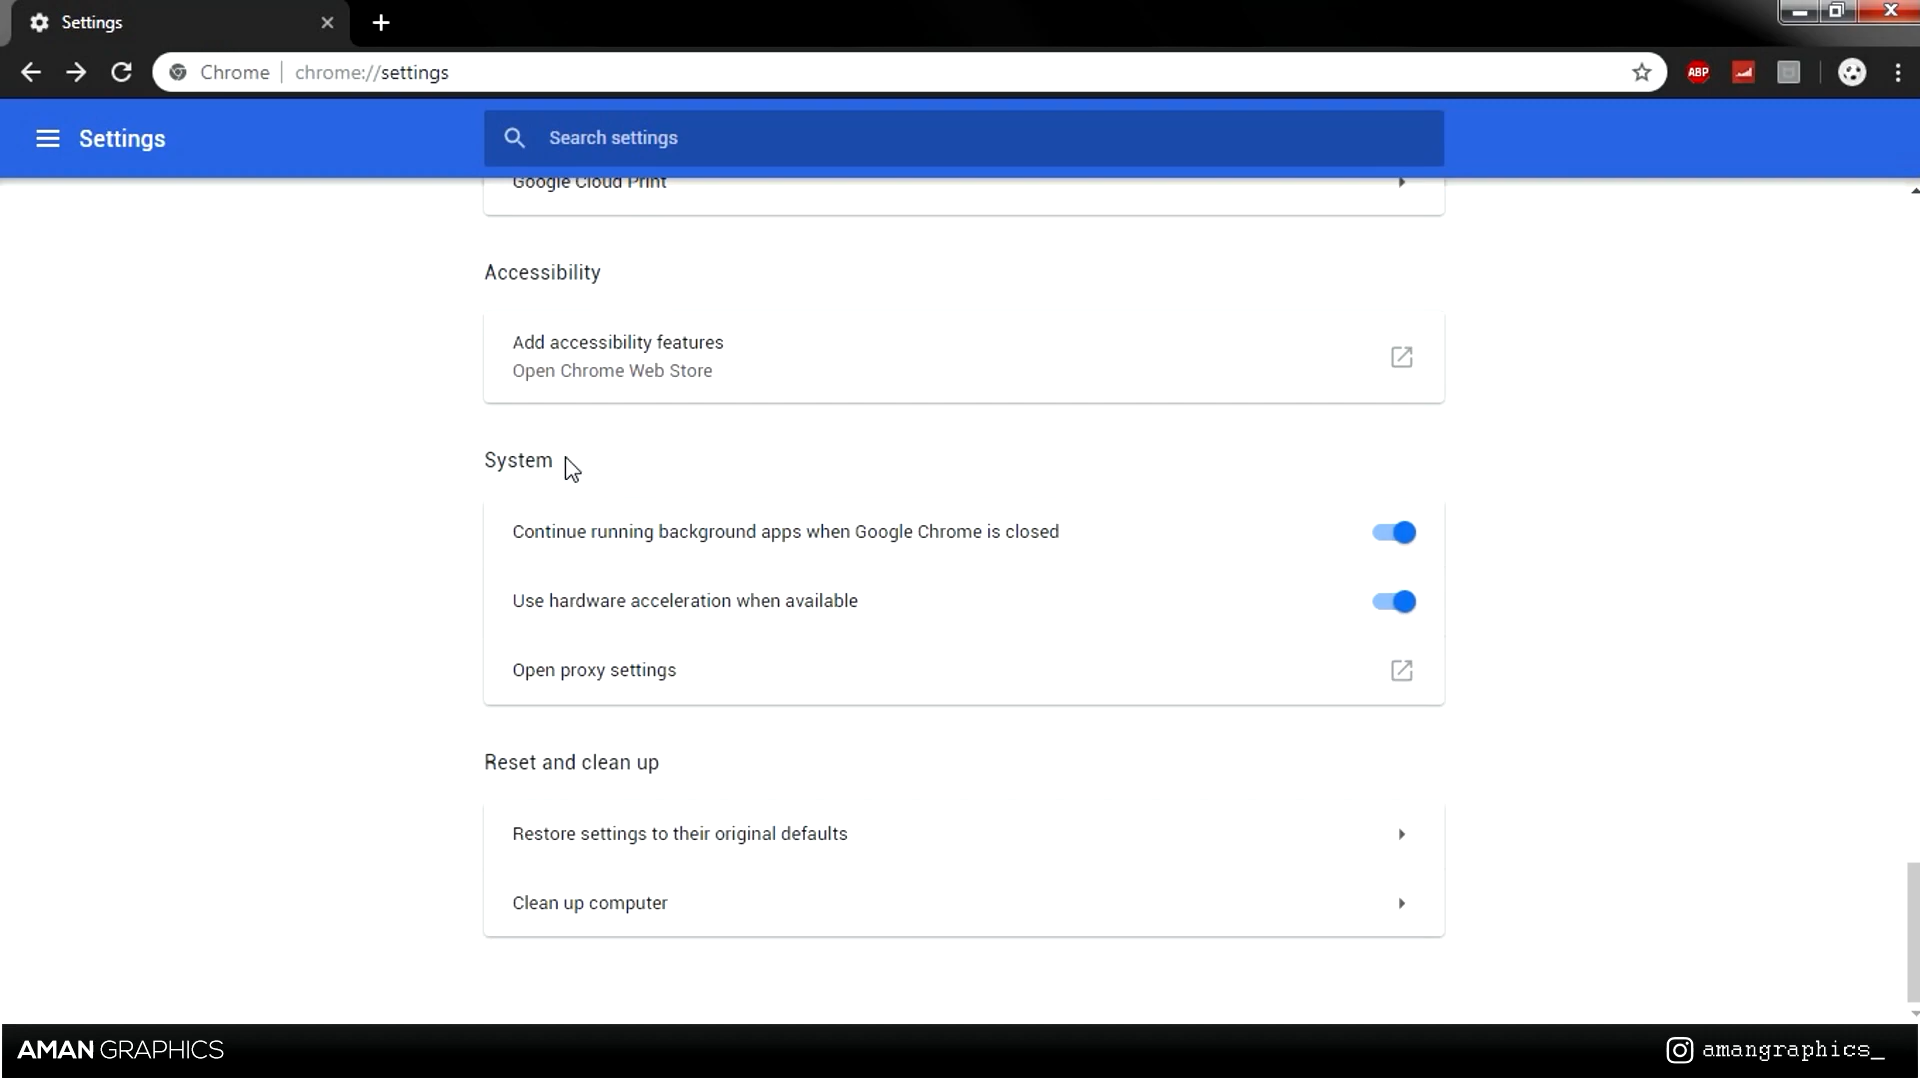 Settings
Chrome
chrome://settings
ABP
Settings
Search settings
Google Cloud Print
Accessibility
Add accessibility features
Open Chrome Web Store
System
Continue running background apps when Google Chrome is closed
Use hardware acceleration when available
Open proxy settings
Reset and clean up
Restore settings to their original defaults
Clean up computer
AMAN GRAPHICS
amangraphics_